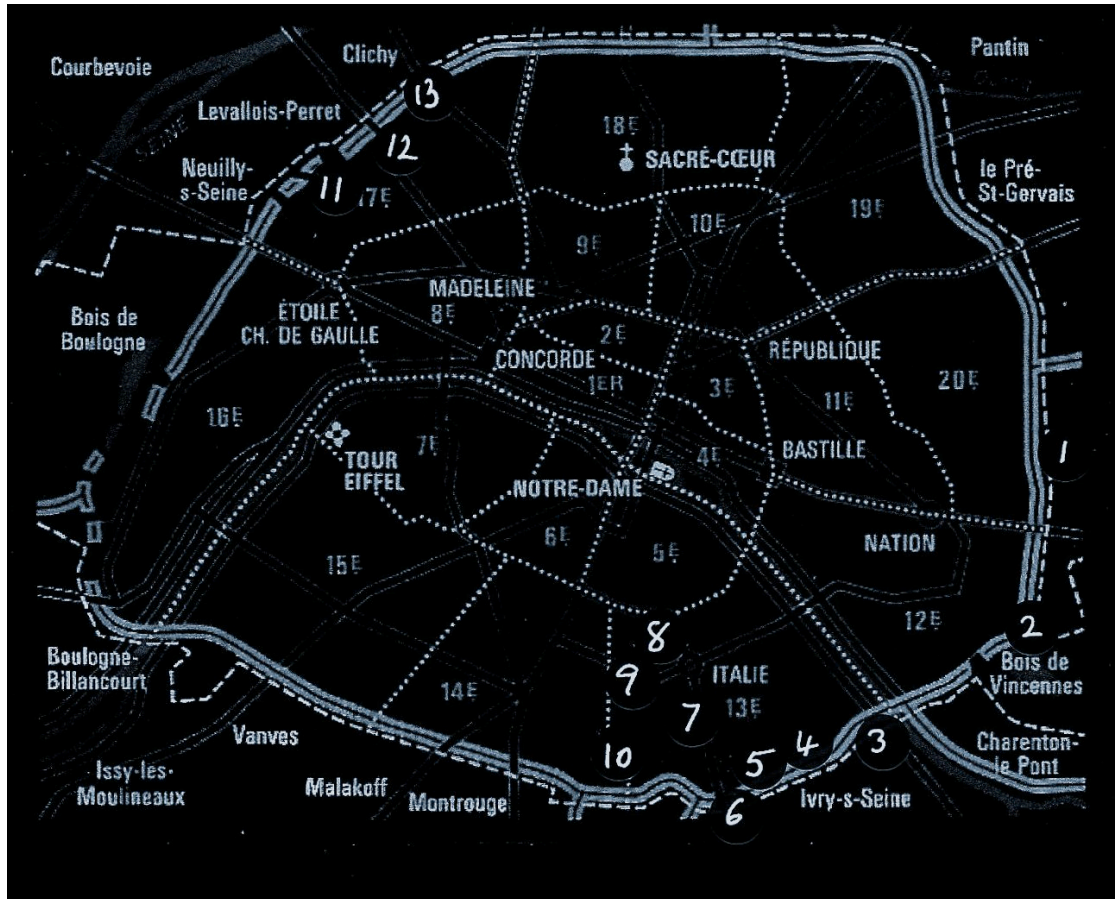 Courbevoie
Clichy
Pantin
Levallois-Perret
13
SEINE
18E
12
SACRÉ-CŒUR
Neuilly-
s-Seine
11
17E
le Pré-
St-Gervais
10E
19E
9E
MADELEINE
8E
ÉTOILE
CH. DE GAULLE
Bois de
Boulogne
2E
CONCORDE
RÉPUBLIQUE
1ER
3E
11E
20E
16E
7E
TOUR
EIFFEL
4E
BASTILLE
1
NOTRE-DAME
6E
5E
NATION
15E
12E
2
8
Boulogne-
Billancourt
9
ITALIE
Bois de
Vincennes
14E
7
13E
Vanves
10
5
4
3
Charenton-
le Pont
Issy-les-
Moulineaux
Malakoff
Montrouge
6
Ivry-s-Seine